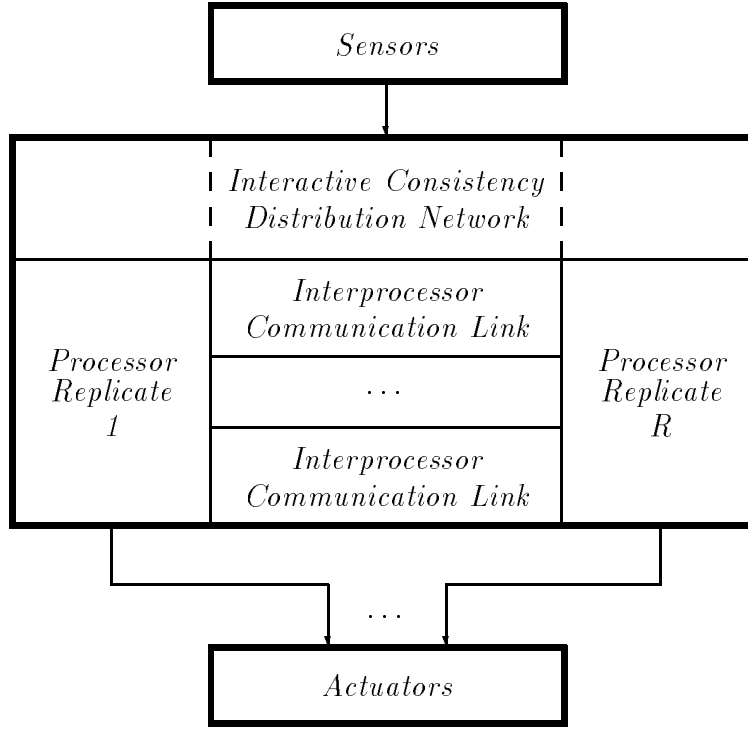 Sensors
Interactive Consistency
Distribution Network
Interprocessor
Communication Link
Processor
Replicate
1
...
Processor
Replicate
R
Interprocessor
Communication Link
...
Actuators